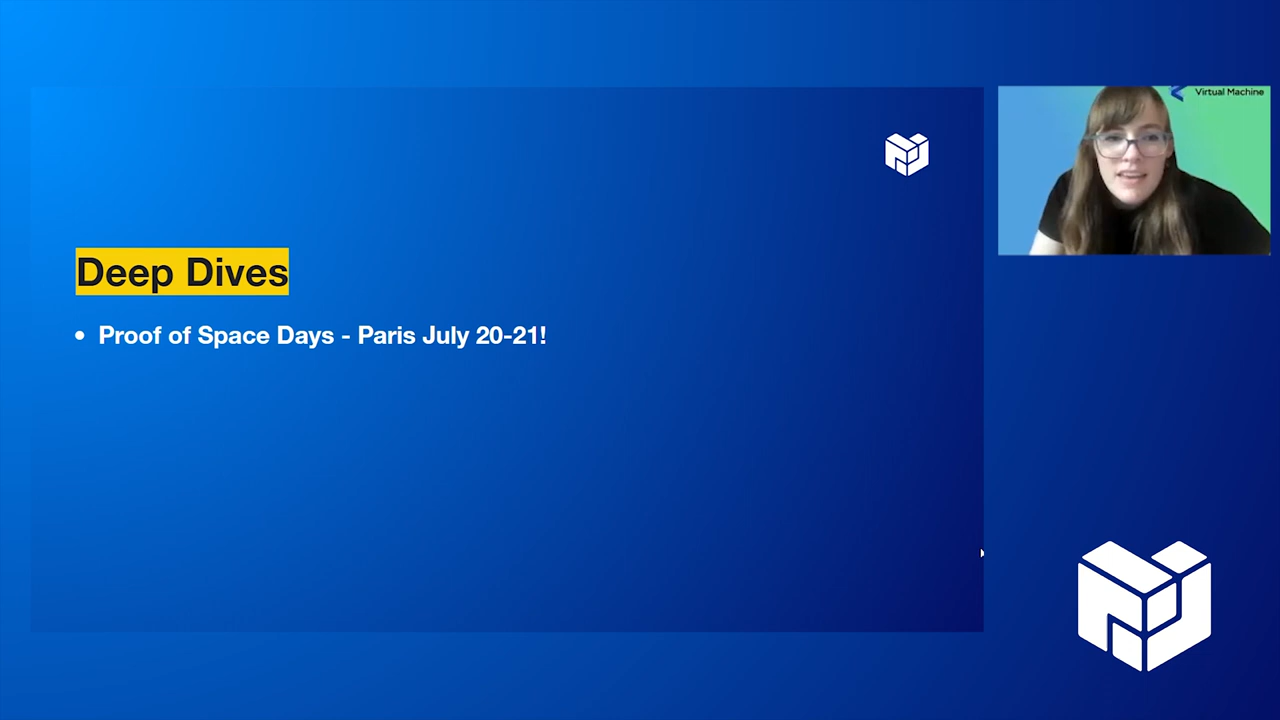 Virtual Machine
Deep Dives
• Proof of Space Days - Paris July 20-21!